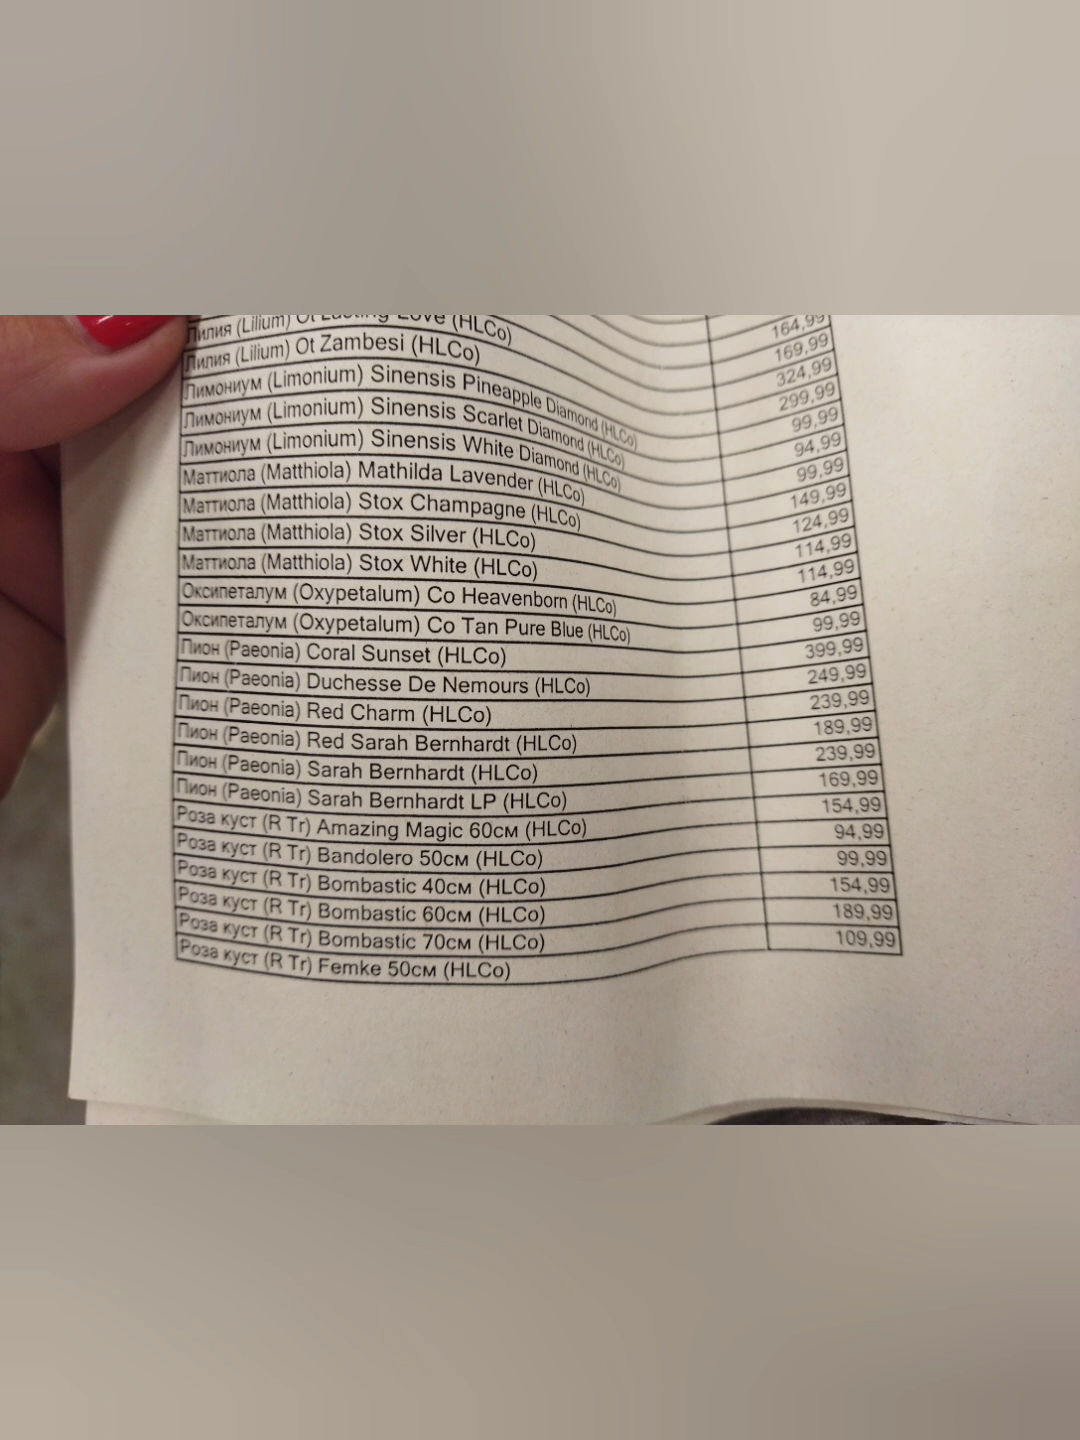 164,99
169,99
Лилия (Lilium) Ot Lasting Love (HLCo) 324,99
Лилия (Lilium) Ot Zambesi (HLCo) 299,99
Лимониум (Limonium) Sinensis Pineapple Diamond (HLCo) 99,99
Лимониум (Limonium) Sinensis Scarlet Diamond (HLCo) 94,99
Лимониум (Limonium) Sinensis White Diamond (HLCo) 99,99
Маттиола (Matthiola) Mathilda Lavender (HLCo) 149,99
Маттиола (Matthiola) Stox Champagne (HLCo) 124,99
Маттиола (Matthiola) Stox Silver (HLCo) 114,99
Маттиола (Matthiola) Stox White (HLCo) 114,99
Оксипеталум (Oxypetalum) Co Heavenborn (HLCo) 84,99
Оксипеталум (Oxypetalum) Co Tan Pure Blue (HLCo) 99,99
Пион (Paeonia) Coral Sunset (HLCo) 399,99
Пион (Paeonia) Duchesse De Nemours (HLCo) 249,99
Пион (Paeonia) Red Charm (HLCo) 239,99
Пион (Paeonia) Red Sarah Bernhardt (HLCo) 189,99
Пион (Paeonia) Sarah Bernhardt (HLCo) 239,99
Пион (Paeonia) Sarah Bernhardt LP (HLCo) 169,99
Роза куст (R Tr) Amazing Magic 60см (HLCo) 154,99
Роза куст (R Tr) Bandolero 50см (HLCo) 94,99
Роза куст (R Tr) Bombastic 40см (HLCo) 99,99
Роза куст (R Tr) Bombastic 60см (HLCo) 154,99
Роза куст (R Tr) Bombastic 70см (HLCo) 189,99
Роза куст (R Tr) Femke 50см (HLCo) 109,99